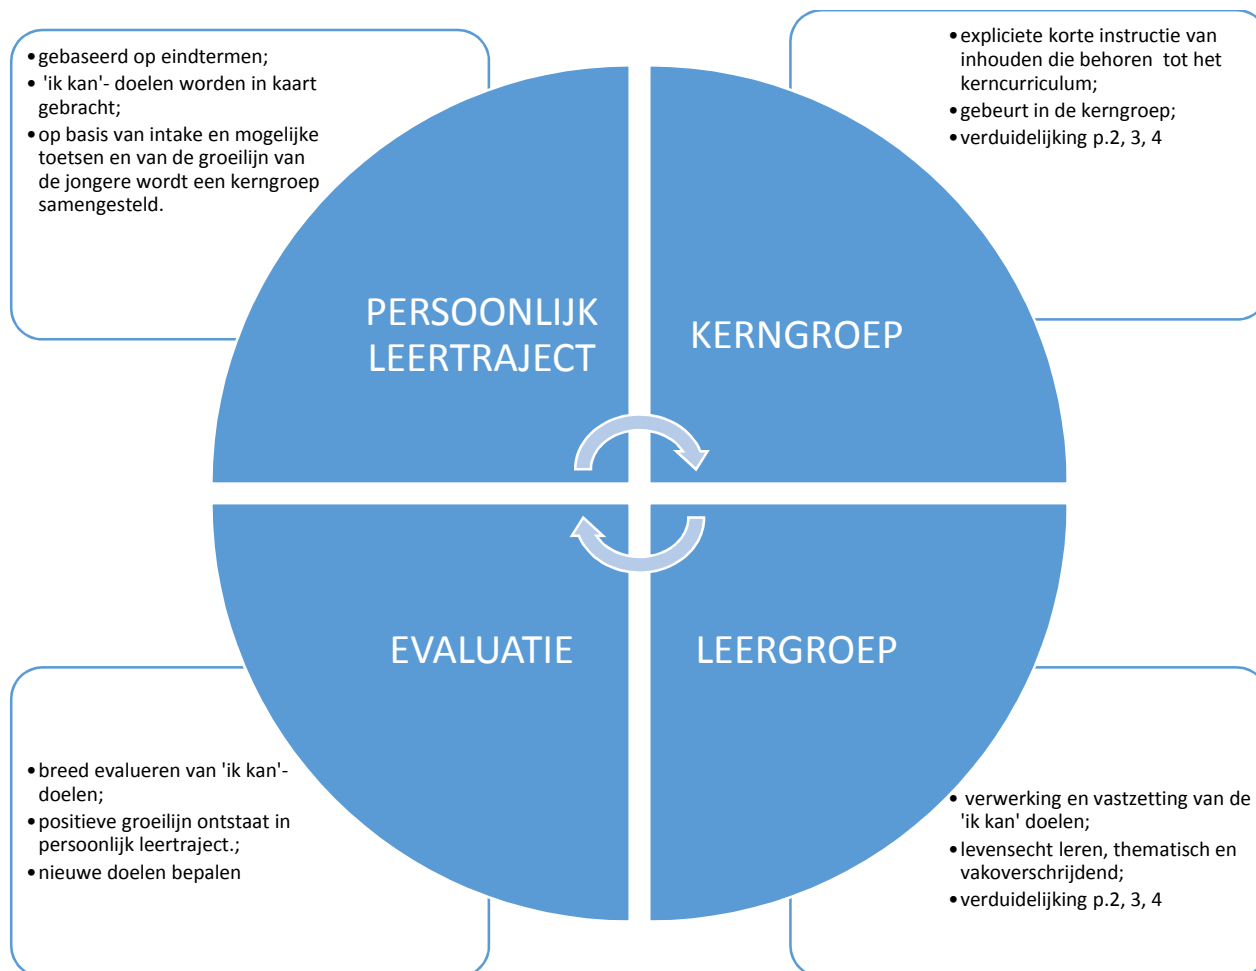 •gebaseerd op eindtermen;
• 'ik kan'- doelen worden in kaart
gebracht;
•op basis van intake en mogelijke
toetsen en van de groeilijn van
de jongere wordt een kerngroep
samengesteld.
•expliciete korte instructie van
inhouden die behoren tot het
kerncurriculum;
•gebeurt in de kerngroep;
•verduidelijking p.2, 3, 4
PERSOONLIJK
LEERTRAJECT
KERNGROEP
EVALUATIE
LEERGROEP
•breed evalueren van 'ik kan'-
doelen;
•positieve groeilijn ontstaat in
persoonlijk leertraject.;
•nieuwe doelen bepalen
• verwerking en vastzetting van de
'ik kan' doelen;
•levensecht leren, thematisch en
vakoverschrijdend;
•verduidelijking p.2, 3, 4